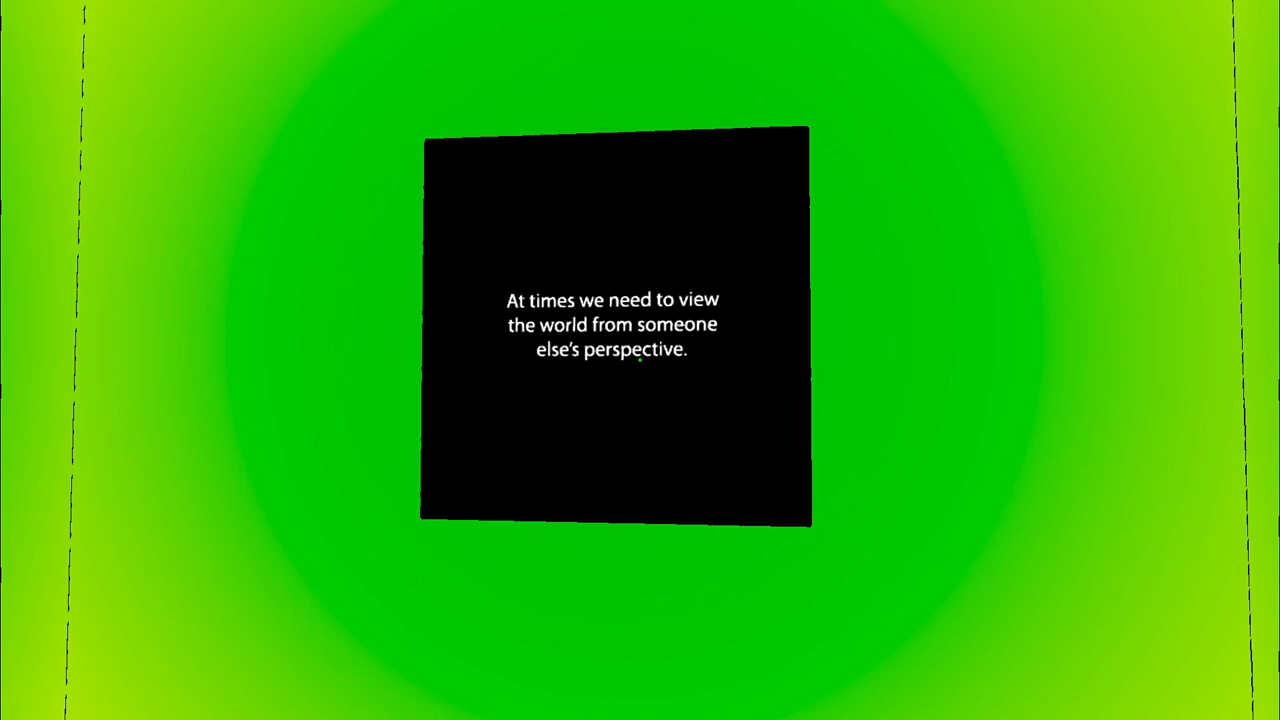 At times we need to view
the world from someone
else's perspective.